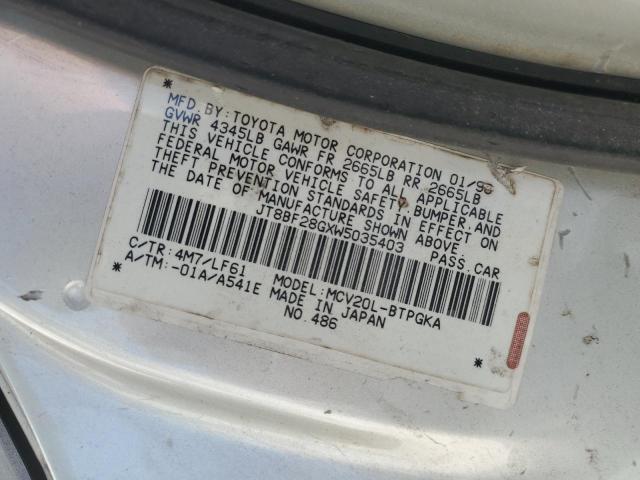 MFD. BY: TOYOTA MOTOR CORPORATION 01/98
GVWR 4345LB GAWR FR 2665LB RR 2665LB
THIS VEHICLE CONFORMS TO ALL APPLICABLE
FEDERAL MOTOR VEHICLE SAFETY, BUMPER, AND
THEFT PREVENTION STANDARDS IN EFFECT ON
THE DATE OF MANUFACTURE SHOWN ABOVE.
JT8BF28GXW5035403 PASS. CAR
C/TR: 4M7/LF61 MODEL: MCV20L-BTPGKA
A/TM: -01A/A541E MADE IN JAPAN
NO. 486